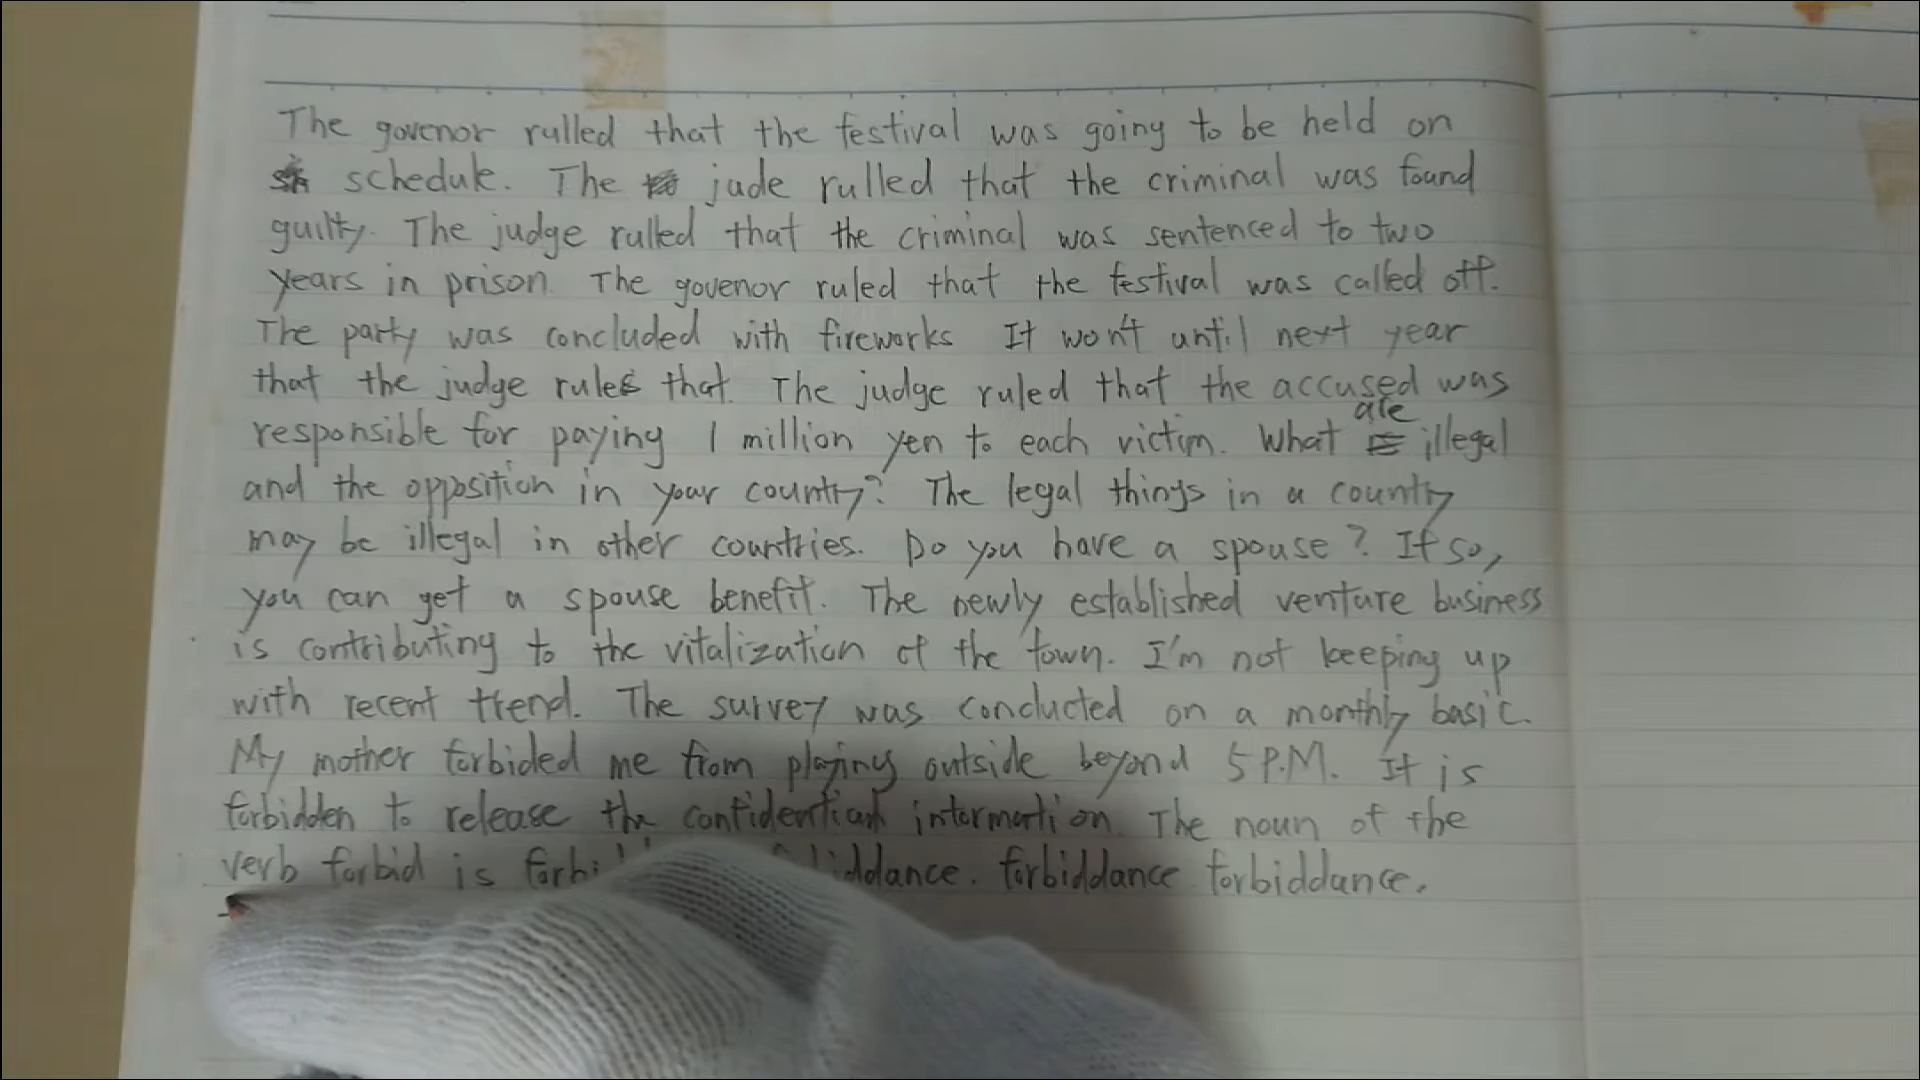 The govenor rulled that the festival was going to be held on
schedule. The jude rulled that the criminal was found
guilty. The judge rulled that the criminal was sentenced to two
years in prison. The govenor ruled that the festival was called off.
The party was concluded with fireworks It won't until next year
that the judge rules that. The judge ruled that the accused was
responsible for paying 1 million yen to each victim. What are illegal
and the opposition in your country? The legal things in a country
may be illegal in other countries. Do you have a spouse? If so,
you can get a spouse benefit. The newly established venture business
is contributing to the vitalization of the town. I'm not keeping up
with recent trend. The survey was conducted on a monthly basic.
My mother forbided me from playing outside beyond 5 P.M. It is
forbidden to release the information. The noun of the
verb forbid is forbiddance forbiddance.